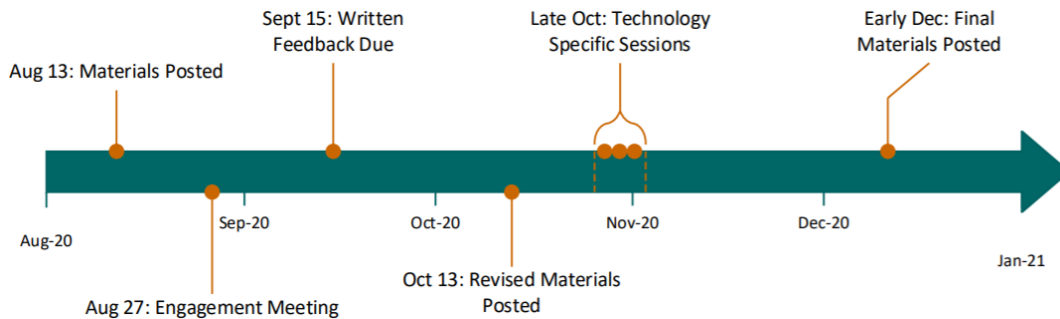 Sept 15: Written
Feedback Due
Late Oct: Technology
Specific Sessions
Early Dec: Final
Materials Posted
Aug 13: Materials Posted
Aug-20
Sep-20
Oct-20
Nov-20
Dec-20
Jan-21
Aug 27: Engagement Meeting
Oct 13: Revised Materials
Posted